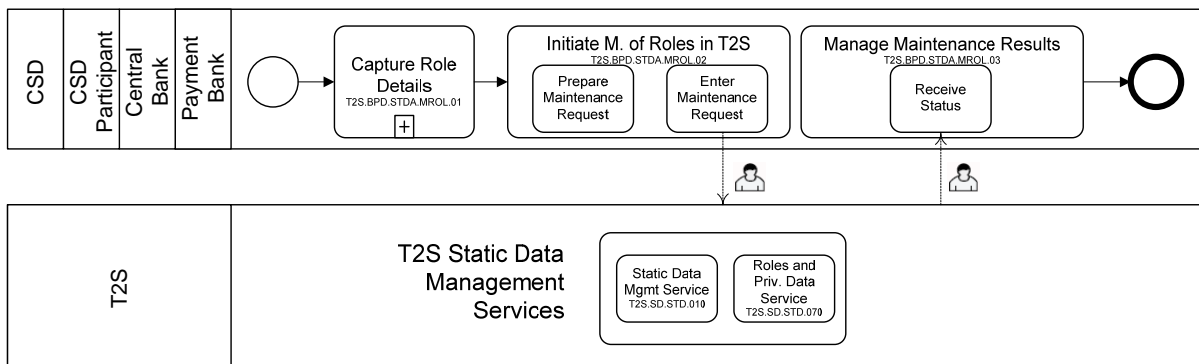 CSD
CSD
Participant
Central
Bank
Payment
Bank
Capture Role
Details
T2S.BPD.STDA.MROL.01
+
Initiate M. of Roles in T2S
T2S.BPD.STDA.MROL.02
Prepare
Maintenance
Request
Enter
Maintenance
Request
Manage Maintenance Results
T2S.BPD.STDA.MROL.03
Receive
Status
T2S
T2S Static Data
Management
Services
Static Data
Mgmt Service
T2S.SD.STD.010
Roles and
Priv. Data
Service
T2S.SD.STD.070